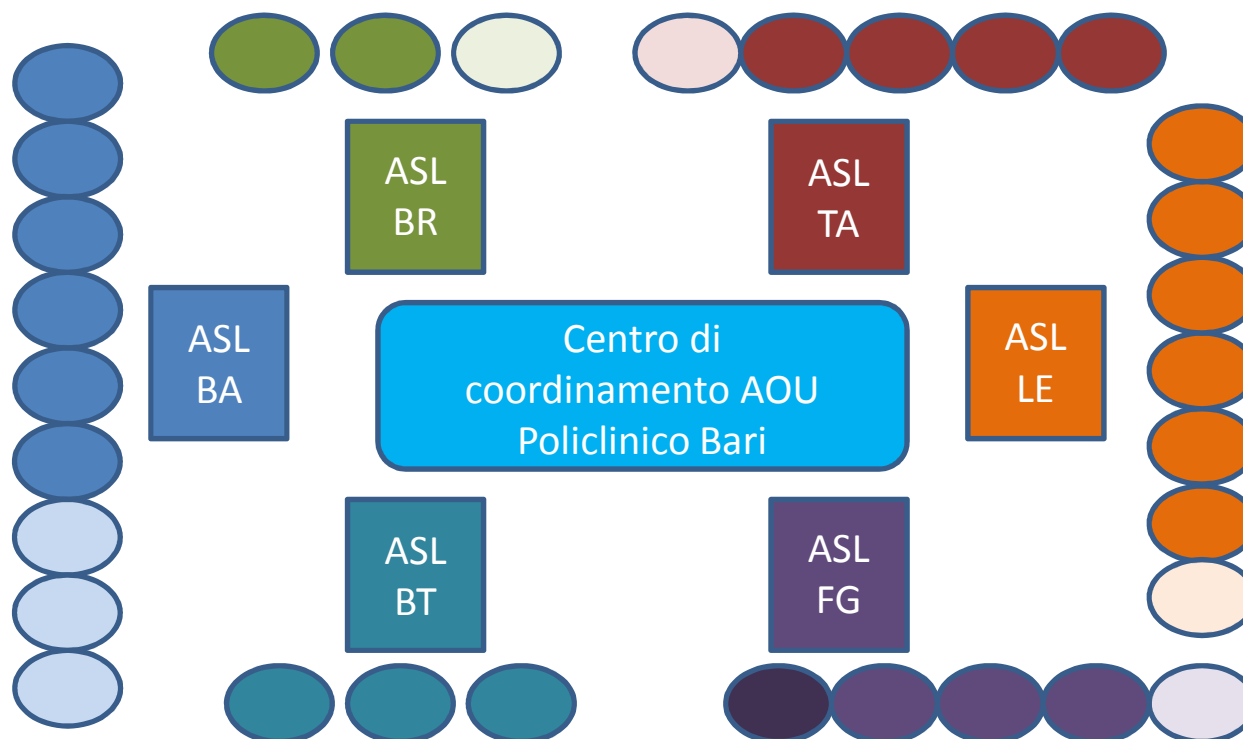 ASL
BR
ASL
TA
ASL
BA
Centro di
coordinamento AOU
Policlinico Bari
ASL
LE
ASL
BT
ASL
FG